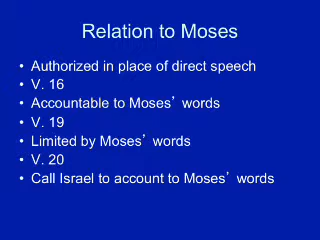 Relation to Moses
• Authorized in place of direct speech
• V. 16
• Accountable to Moses’ words
• V. 19
• Limited by Moses’ words
• V. 20
• Call Israel to account to Moses’ words